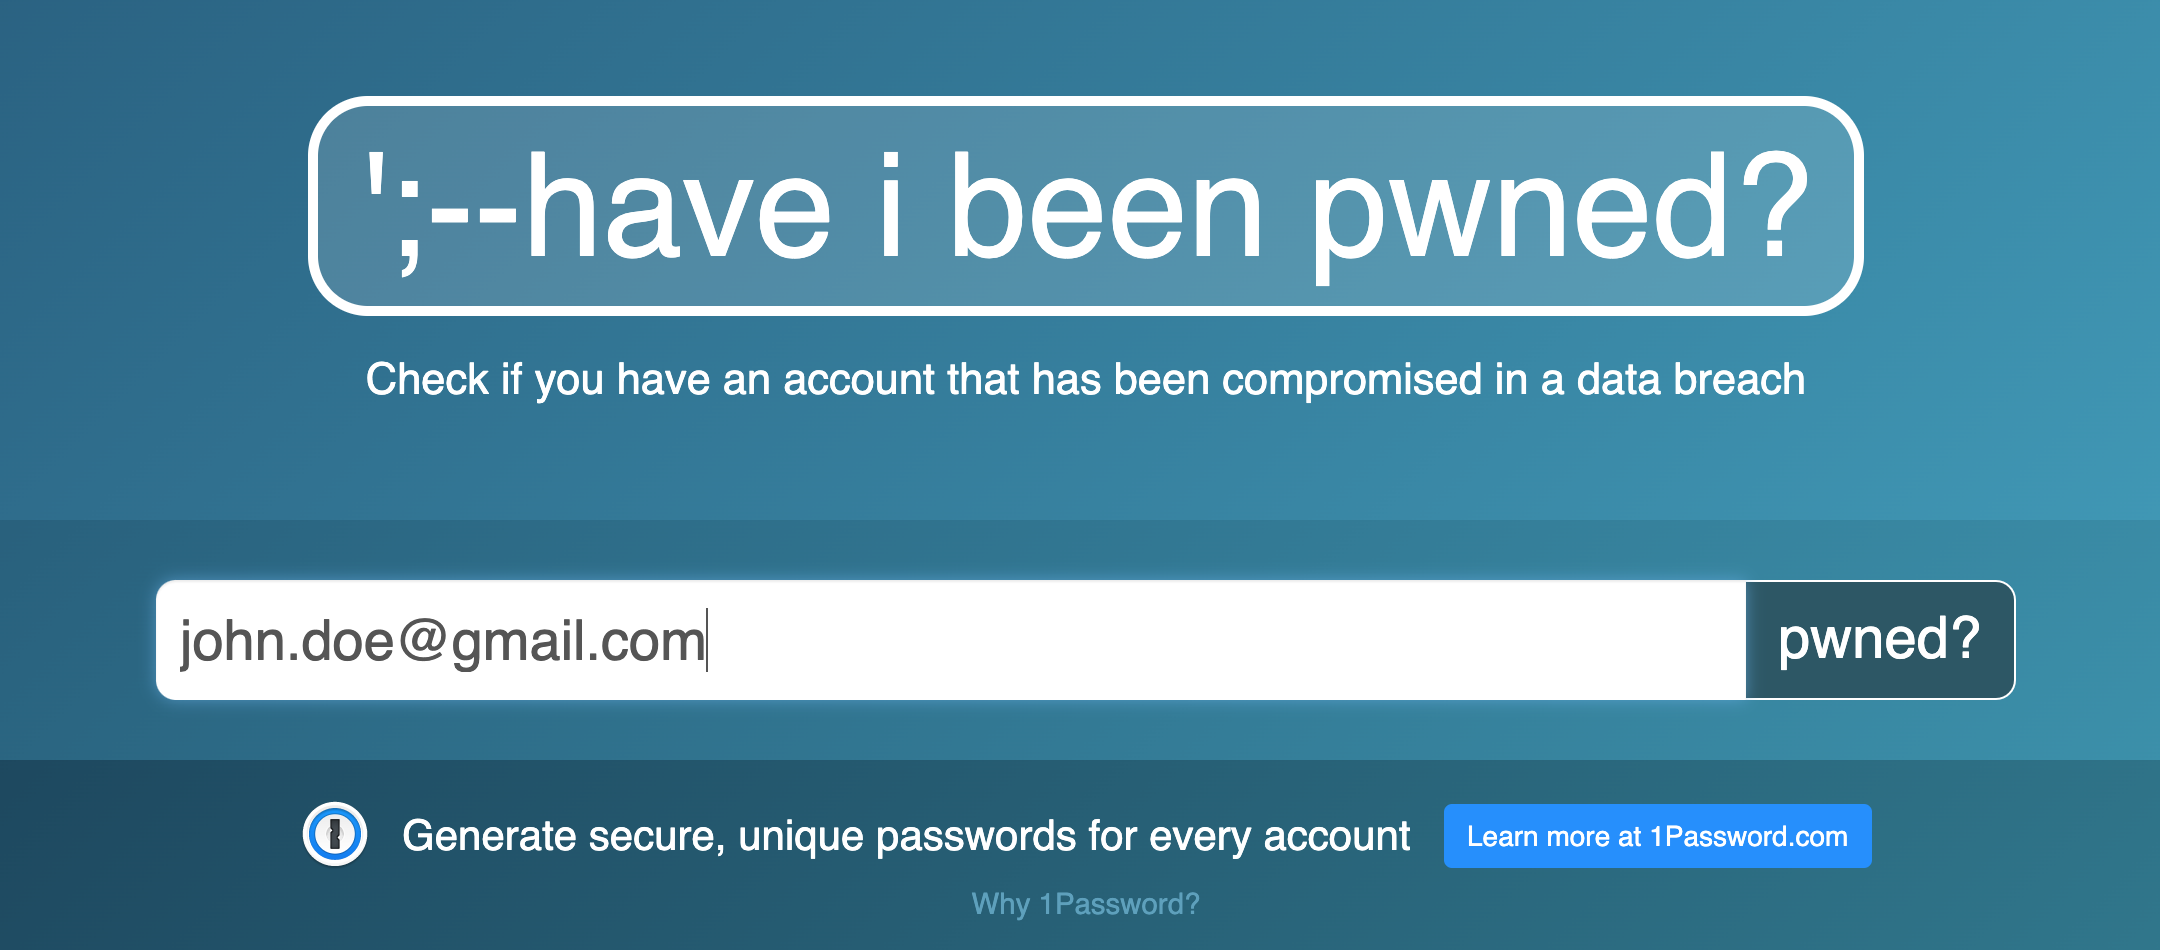 ';--have i been pwned?
Check if you have an account that has been compromised in a data breach
john.doe@gmail.com
pwned?
Generate secure, unique passwords for every account
Learn more at 1Password.com
Why 1Password?